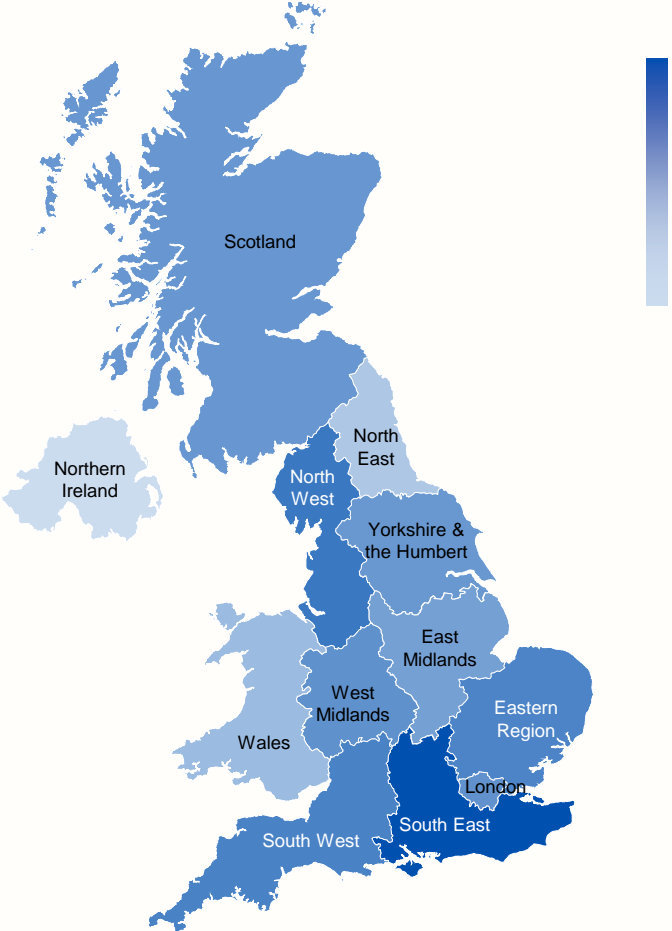 Scotland
North
East
Northern
Ireland
North
West
Yorkshire &
the Humbert
East
Midlands
West
Midlands
Eastern
Region
Wales
London
South East
South West